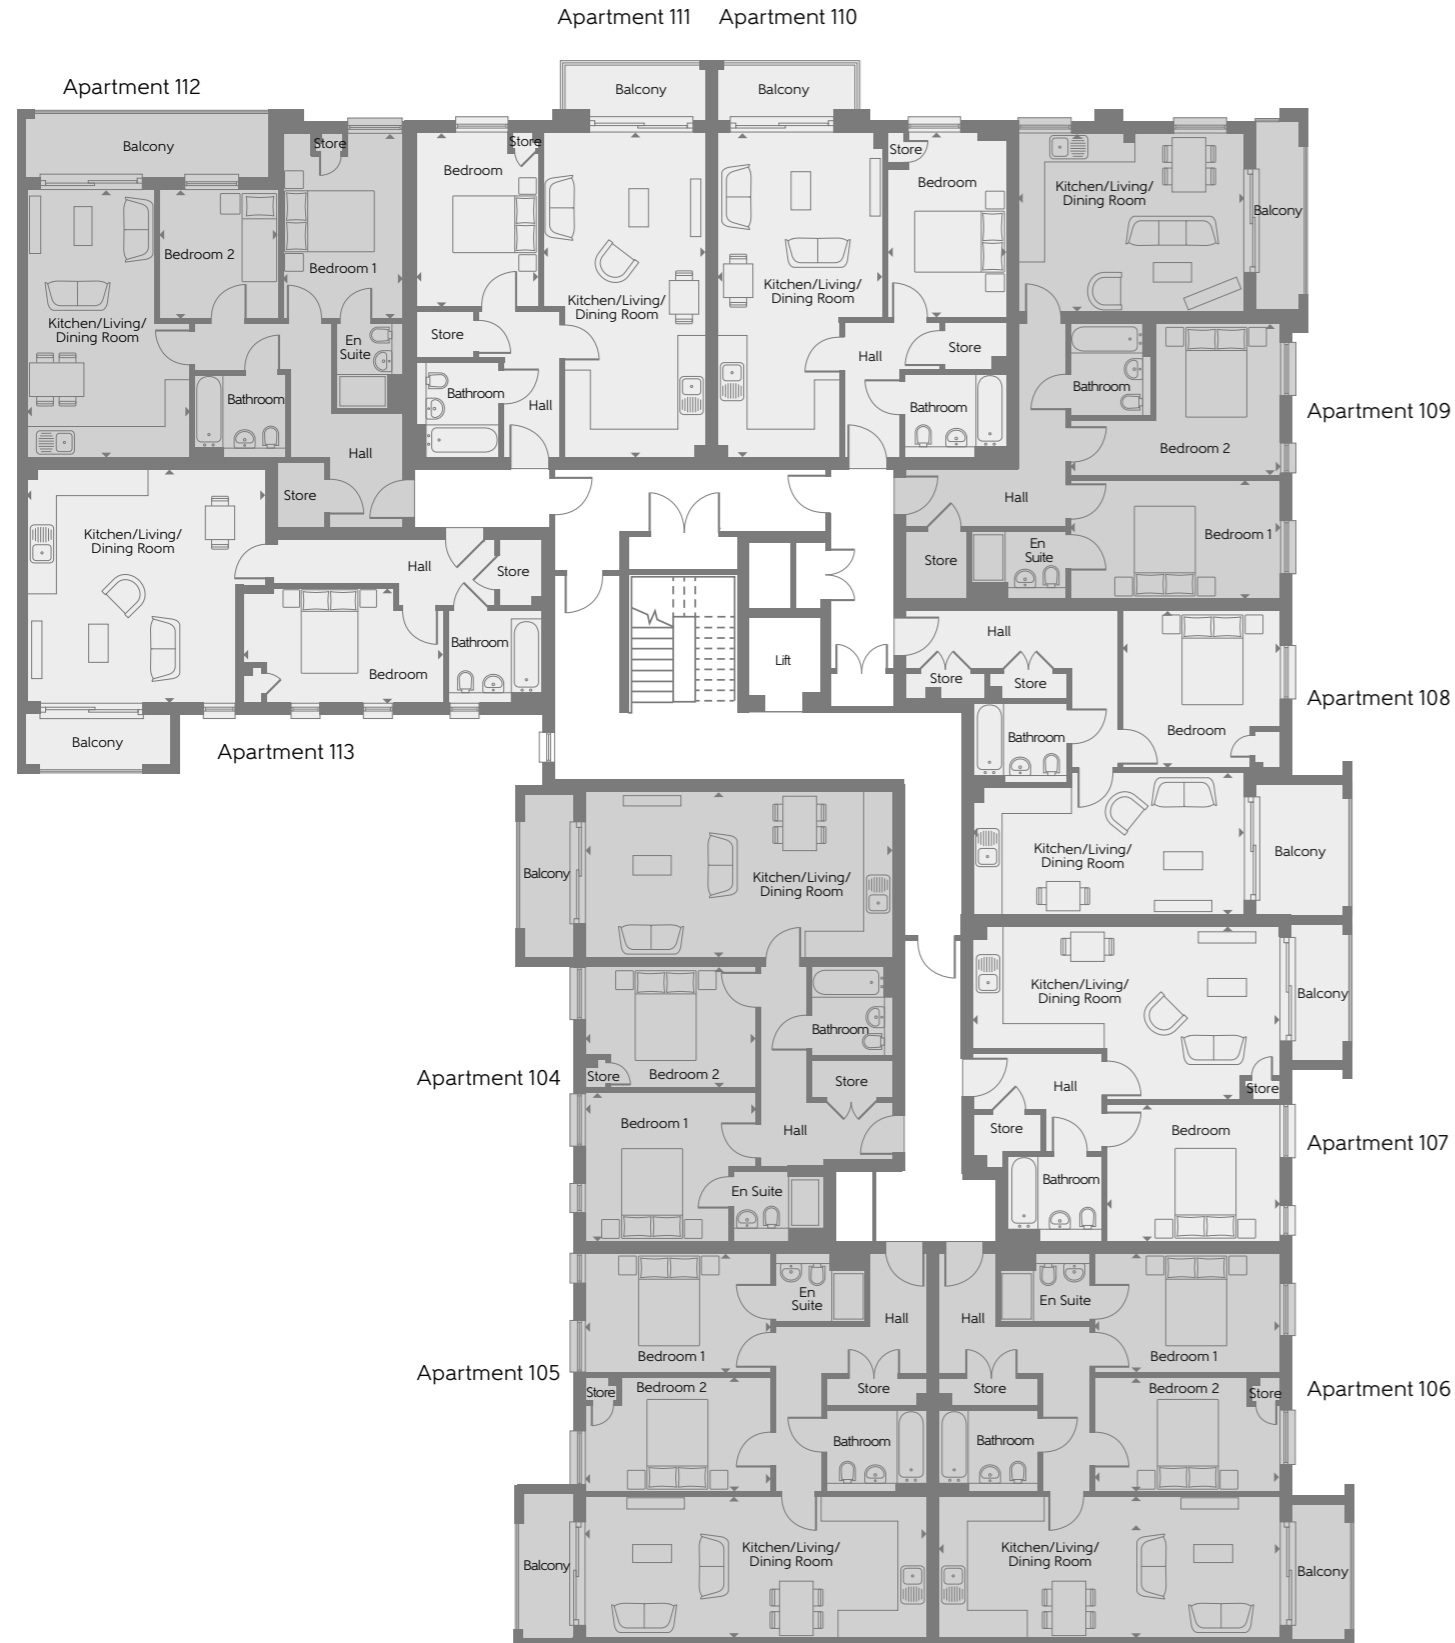 Apartment 111
Apartment 110
Apartment 112
Balcony
Balcony
Balcony
Store
Store
Store
Bedroom
Bedroom
Kitchen/Living/
Dining Room
Balcony
Bedroom 2
Bedroom 1
Kitchen/Living/
Dining Room
Kitchen/Living/
Dining Room
Kitchen/Living/
Dining Room
En
Suite
Store
Hall
Store
Bathroom
Bathroom
Bathroom
Bathroom
Hall
Apartment 109
Bedroom 2
Hall
Store
Hall
Kitchen/Living/
Dining Room
Bedroom 1
En
Suite
Store
Hall
Store
Bathroom
Bedroom
Hall
Lift
Store
Store
Apartment 108
Bedroom
Bathroom
Balcony
Apartment 113
Kitchen/Living/
Dining Room
Balcony
Balcony
Kitchen/Living/
Dining Room
Kitchen/Living/
Dining Room
Balcony
Bathroom
Apartment 104
Store
Bedroom 2
Store
Hall
Store
Bedroom 1
Hall
Store
Bedroom
Apartment 107
Bathroom
En Suite
En
Suite
En Suite
Hall
Hall
Bedroom 1
Bedroom 1
Apartment 105
Store
Bedroom 2
Store
Store
Bedroom 2
Store
Apartment 106
Bathroom
Bathroom
Kitchen/Living/
Dining Room
Kitchen/Living/
Dining Room
Balcony
Balcony